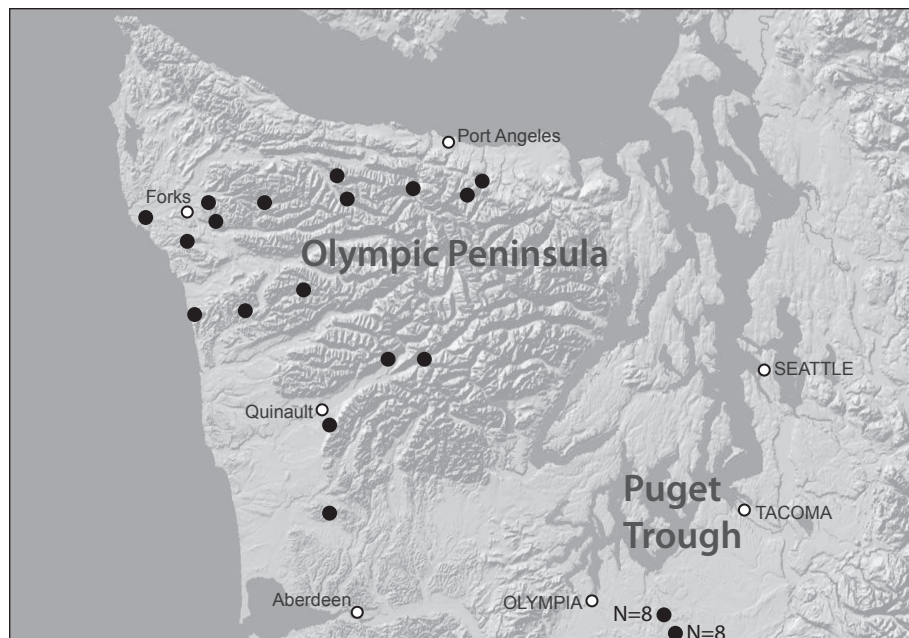 Port Angeles
Forks
Olympic Peninsula
SEATTLE
Quinault
Puget
Trough
TACOMA
Aberdeen
OLYMPIA
N=8
N=8